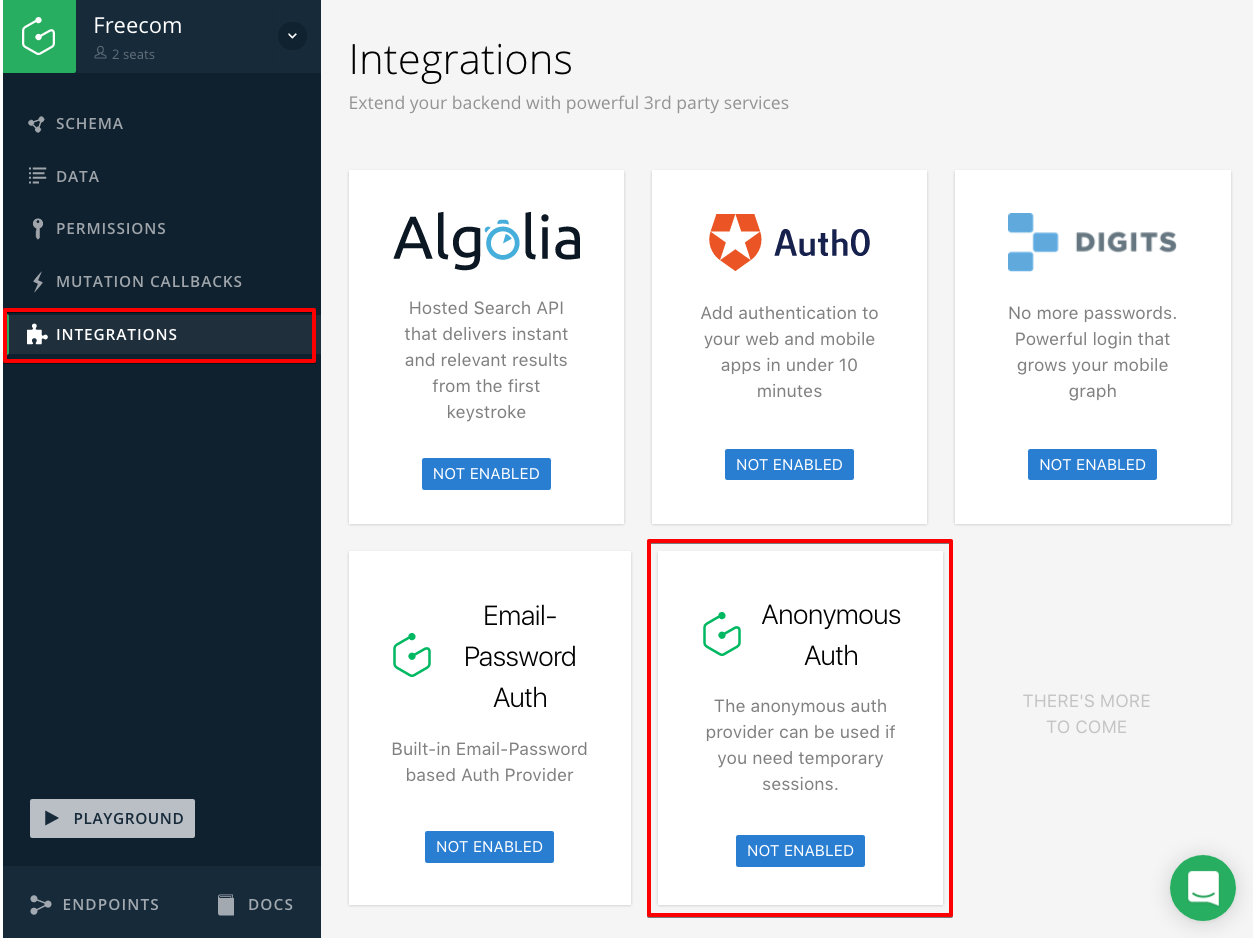 Freecom
2 seats
SCHEMA
DATA
PERMISSIONS
MUTATION CALLBACKS
INTEGRATIONS
PLAYGROUND
ENDPOINTS
DOCS
Integrations
Extend your backend with powerful 3rd party services
Algolia
Hosted Search API
that delivers instant
and relevant results
from the first
keystroke
NOT ENABLED
Auth0
Add authentication to
your web and mobile
apps in under 10
minutes
NOT ENABLED
DIGITS
No more passwords.
Powerful login that
grows your mobile
graph
NOT ENABLED
Email-
Password
Auth
Built-in Email-Password
based Auth Provider
NOT ENABLED
Anonymous
Auth
The anonymous auth
provider can be used if
you need temporary
sessions.
NOT ENABLED
THERE'S MORE
TO COME